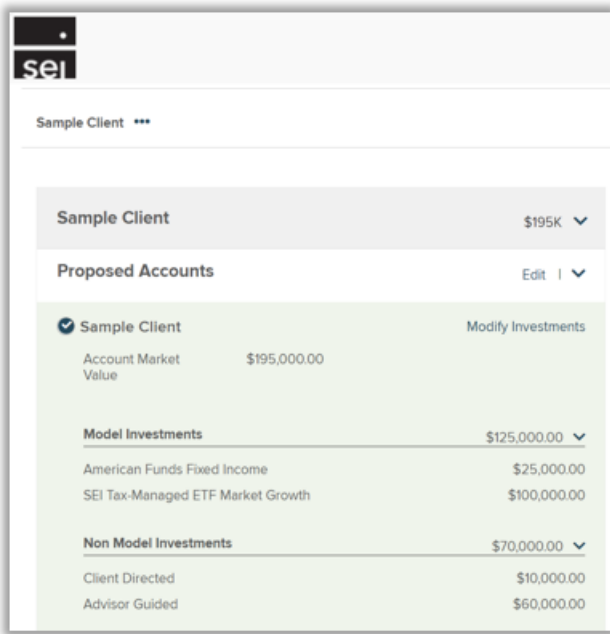 sei
Sample Client •••
Sample Client $195K
Proposed Accounts Edit |
Sample Client Modify Investments
Account Market $195,000.00
Value
Model Investments $125,000.00
American Funds Fixed Income $25,000.00
SEI Tax-Managed ETF Market Growth $100,000.00
Non Model Investments $70,000.00
Client Directed $10,000.00
Advisor Guided $60,000.00